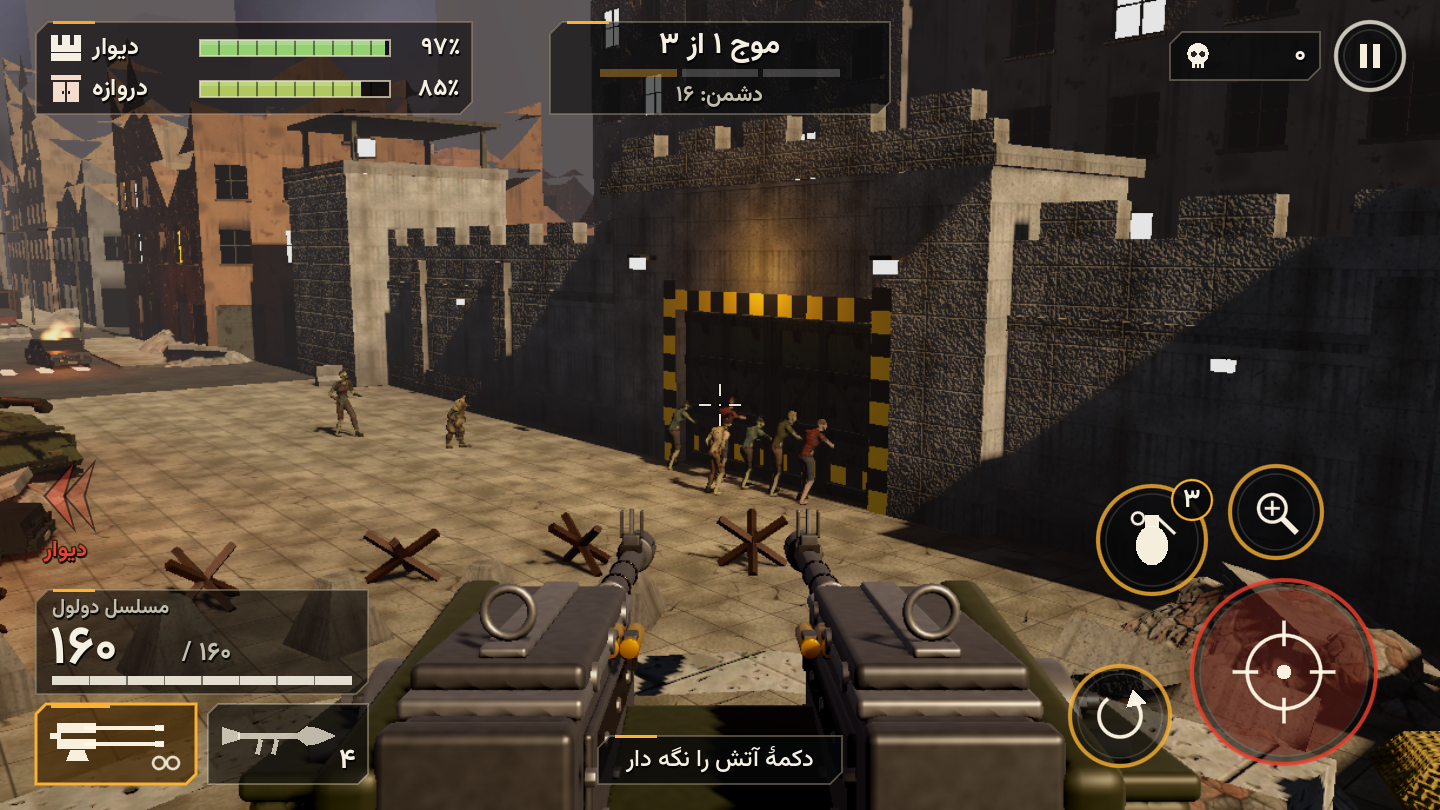 دیوار ۹۷٪
دروازه ۸۵٪
موج ۱ از ۳
دشمن: ۱۶
۰
۳
دیوار
مسلسل دولول
۱۶۰ / ۱۶۰
∞
۴
دکمهٔ آتش را نگه دار